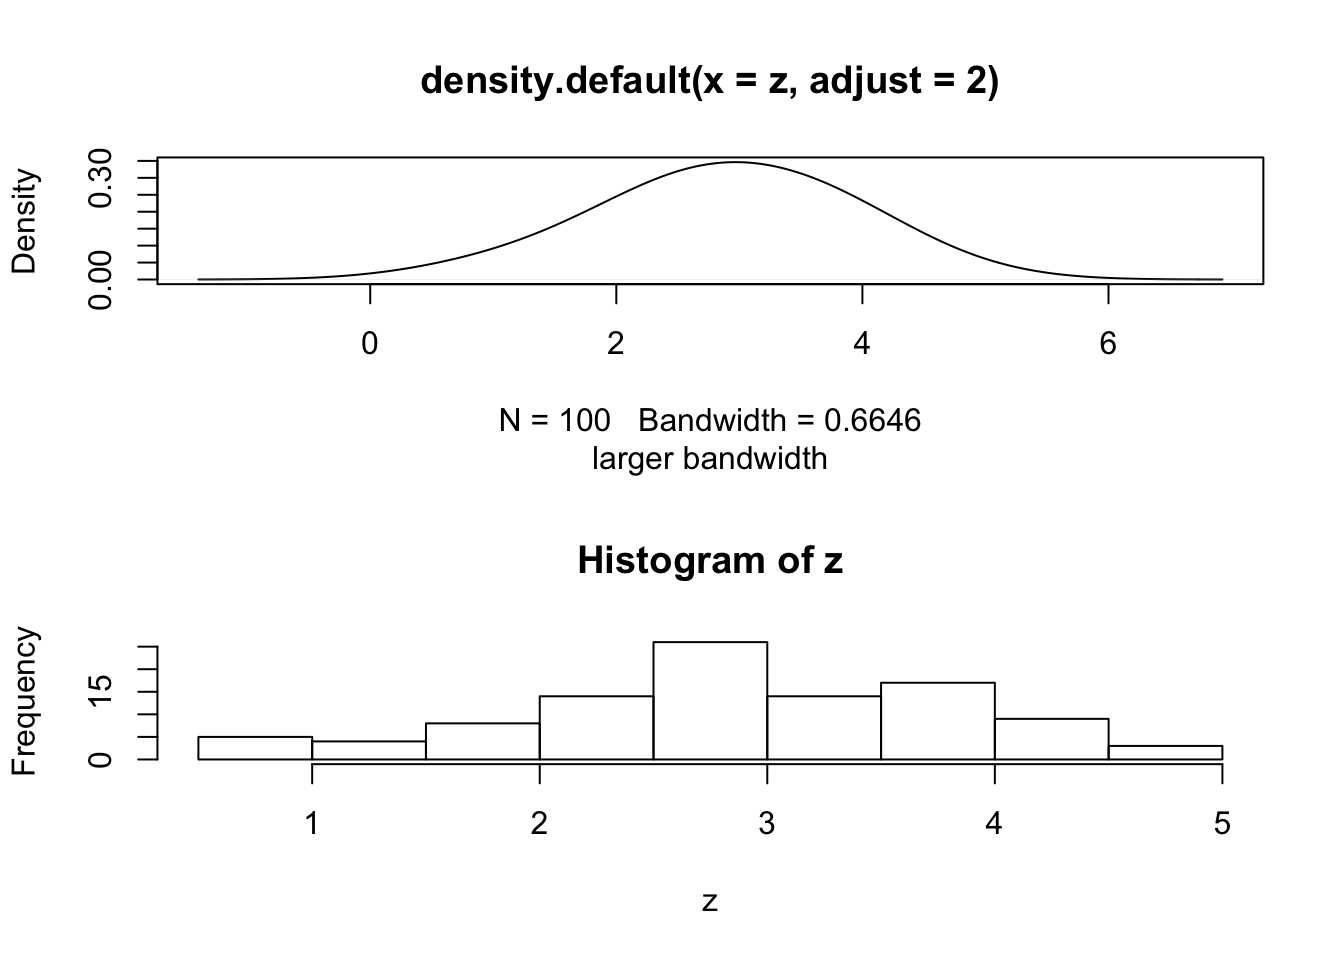 density.default(x = z, adjust = 2)
Density
0.30
0.00
0 2 4 6
N = 100 Bandwidth = 0.6646
larger bandwidth
Histogram of z
Frequency
15
0
1 2 3 4 5
z